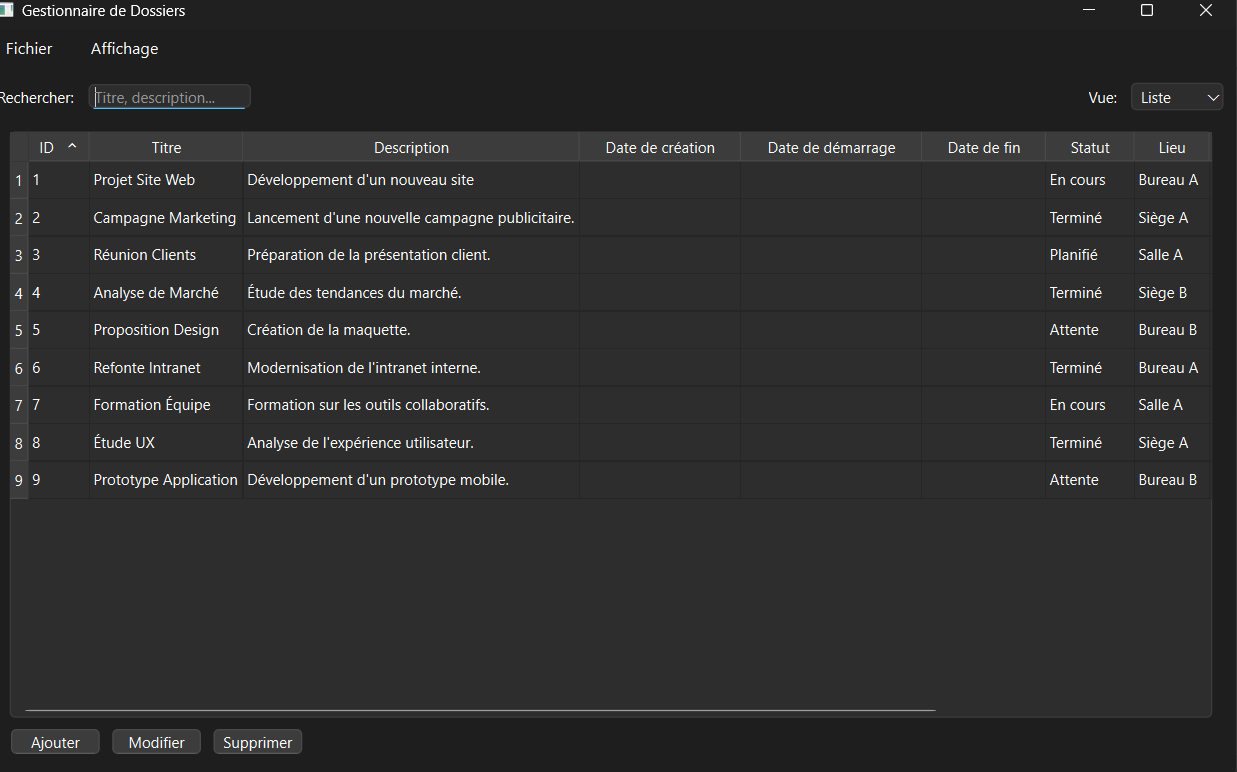 Gestionnaire de Dossiers
Fichier Affichage
Rechercher: Titre, description... Vue: Liste
ID Titre Description Date de création Date de démarrage Date de fin Statut Lieu
1 1 Projet Site Web Développement d'un nouveau site En cours Bureau A
2 2 Campagne Marketing Lancement d'une nouvelle campagne publicitaire. Terminé Siège A
3 3 Réunion Clients Préparation de la présentation client. Planifié Salle A
4 4 Analyse de Marché Étude des tendances du marché. Terminé Siège B
5 5 Proposition Design Création de la maquette. Attente Bureau B
6 6 Refonte Intranet Modernisation de l'intranet interne. Terminé Bureau A
7 7 Formation Équipe Formation sur les outils collaboratifs. En cours Salle A
8 8 Étude UX Analyse de l'expérience utilisateur. Terminé Siège A
9 9 Prototype Application Développement d'un prototype mobile. Attente Bureau B
Ajouter Modifier Supprimer